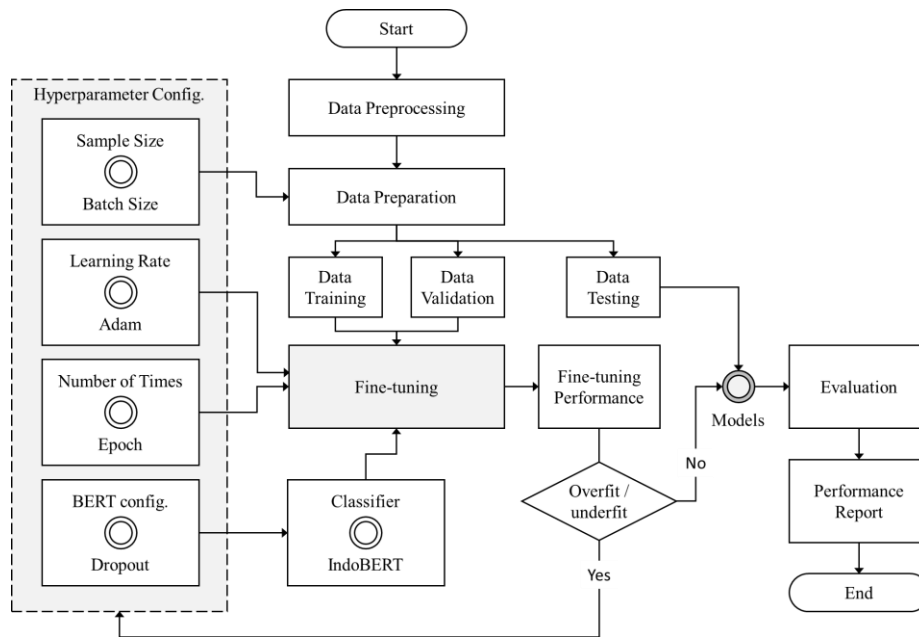 Start
Hyperparameter Config.
Data Preprocessing
Sample Size
Batch Size
Data Preparation
Learning Rate
Adam
Data
Training
Data
Validation
Data
Testing
Number of Times
Epoch
Fine-tuning
Fine-tuning
Performance
Models
Evaluation
No
BERT config.
Dropout
Classifier
IndoBERT
Overfit /
underfit
Performance
Report
Yes
End